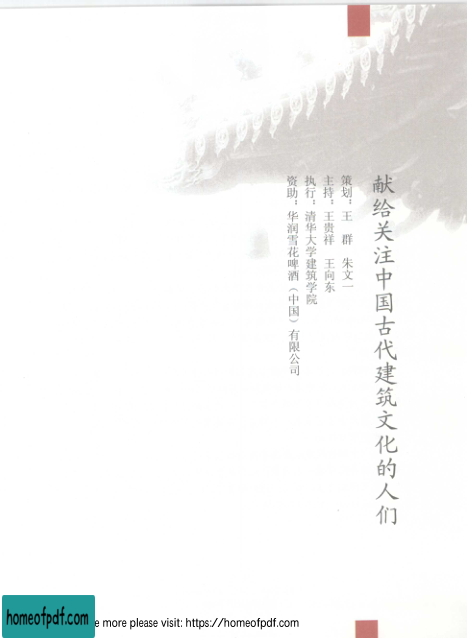 献给关注中国古代建筑文化的人们
策划：王　群　朱文一
主持：王贵祥　王向东
执行：清华大学建筑学院
资助：华润雪花啤酒（中国）有限公司
homeofpdf.com
e more please visit: https://homeofpdf.com